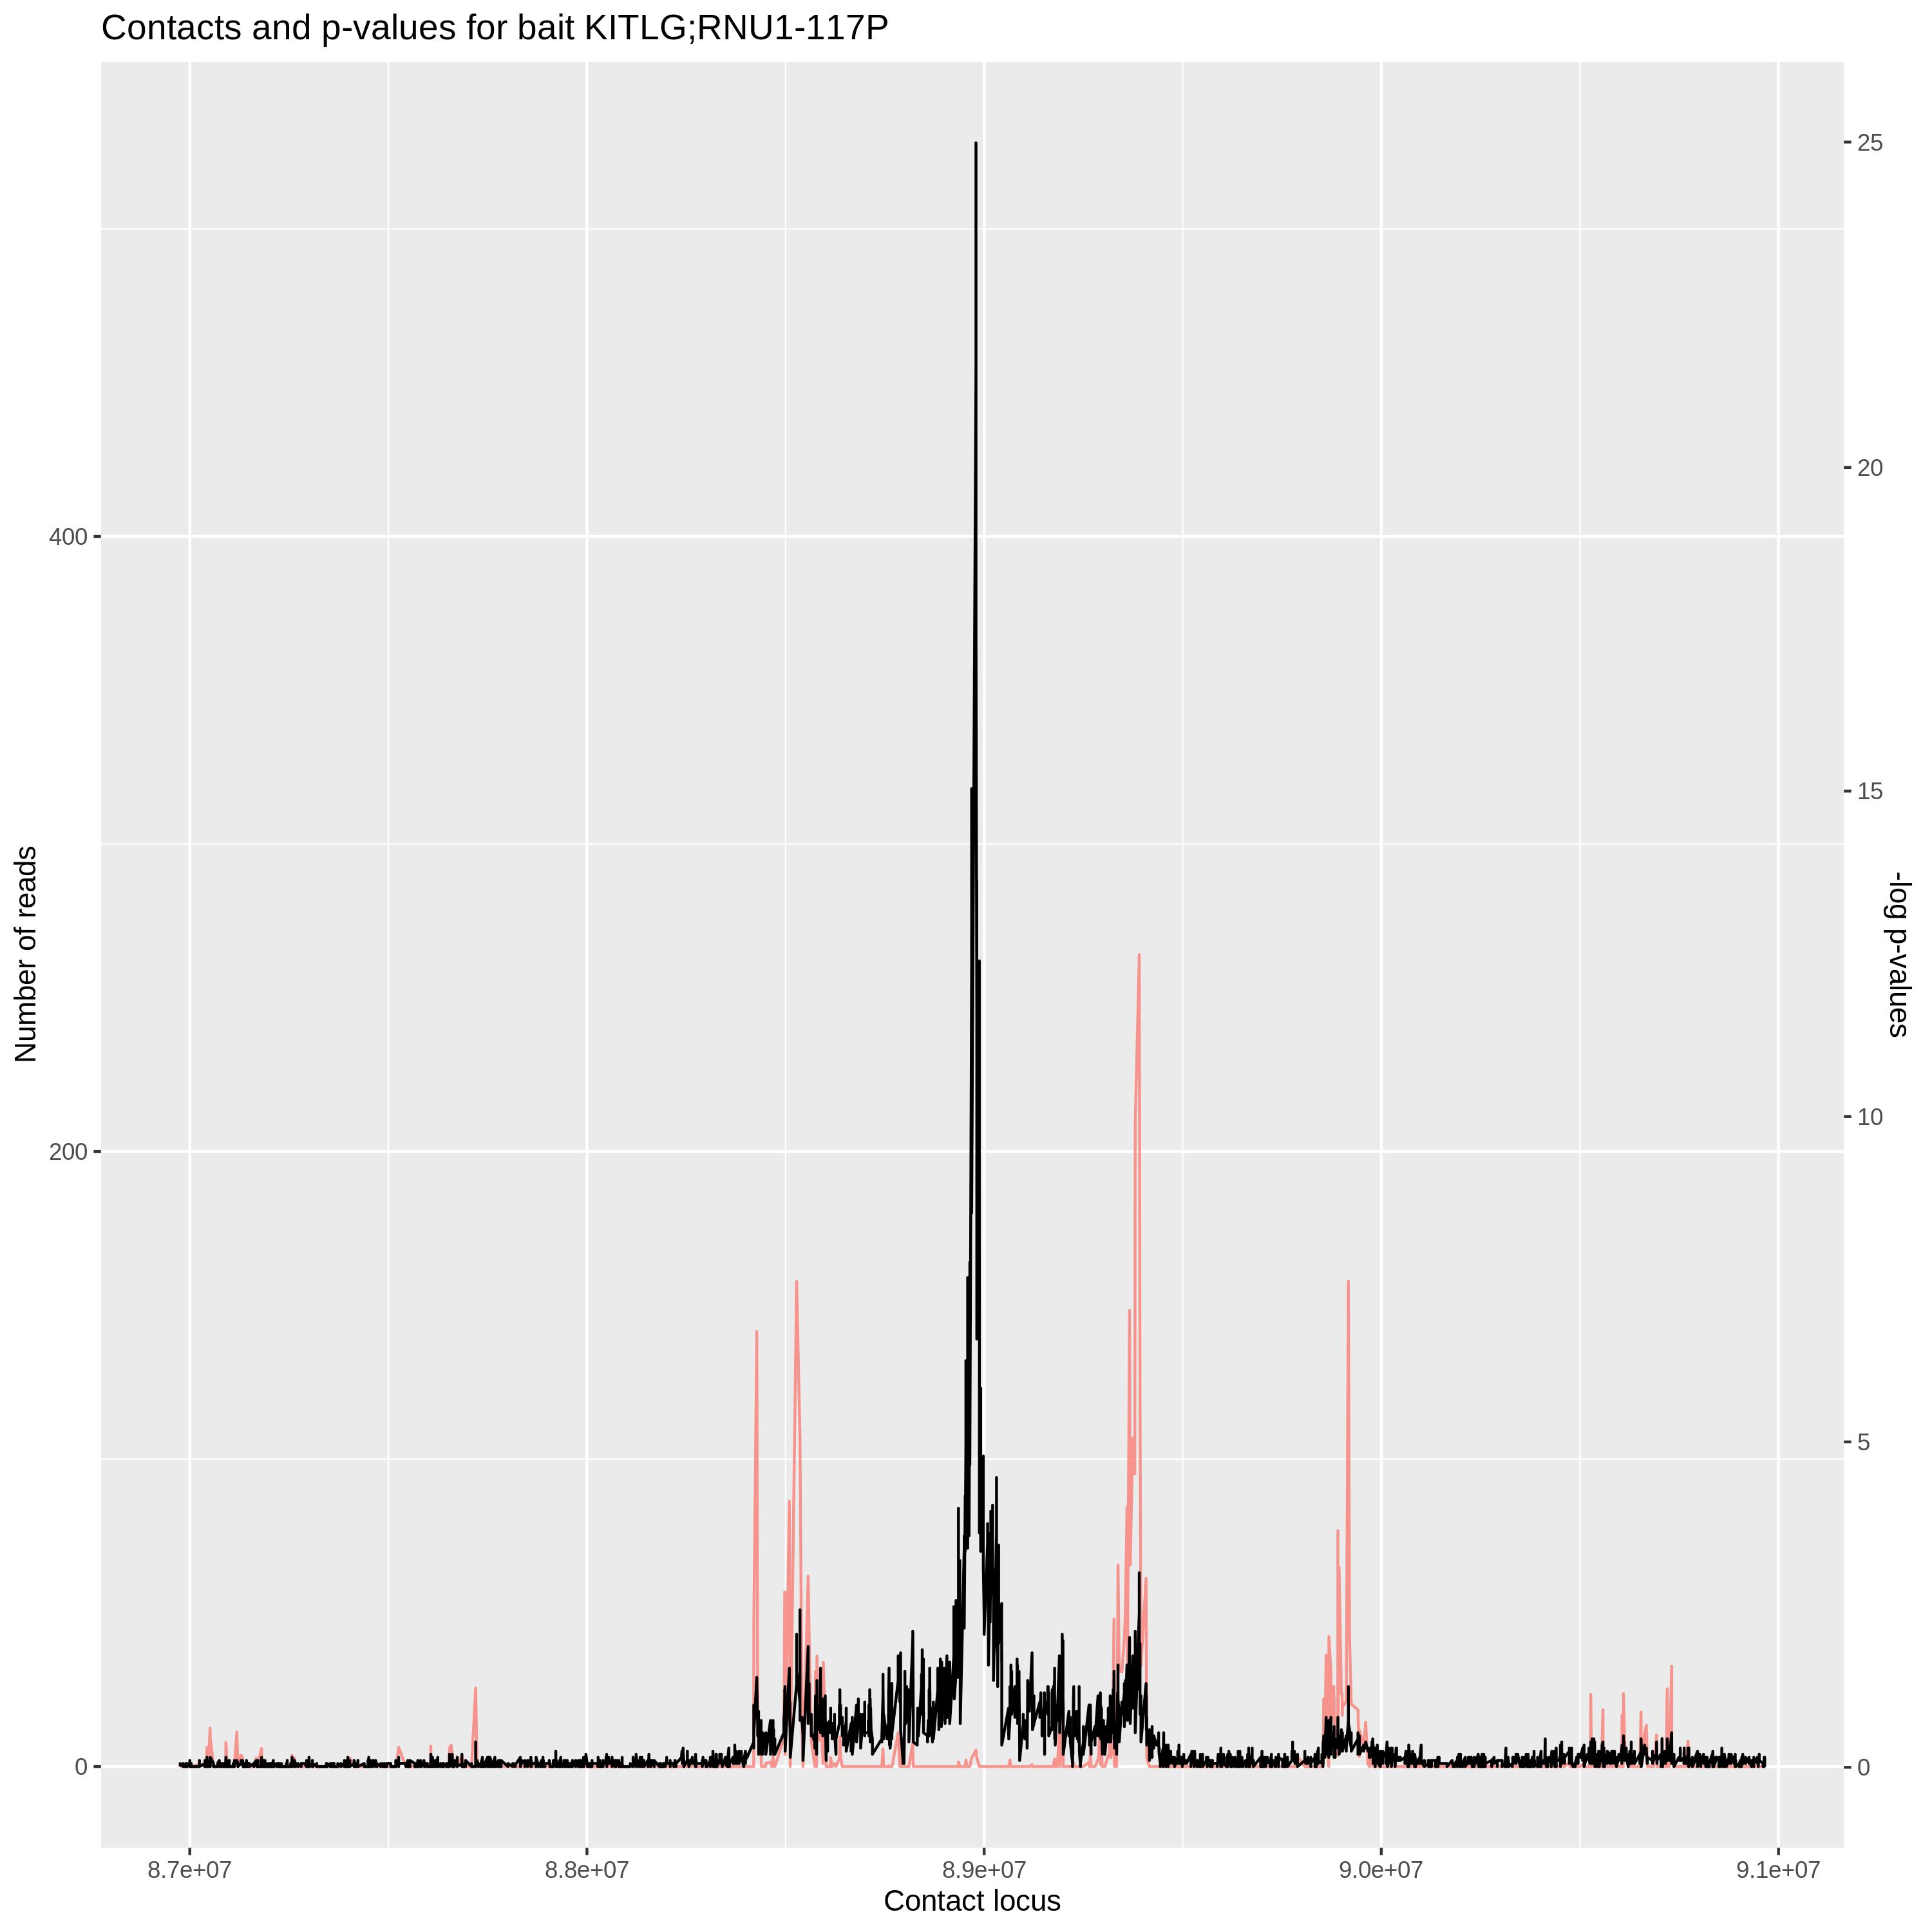 Contacts and p-values for bait KITLG;RNU1-117P
Number of reads
400
200
0
25
20
15
10
5
0
-log p-values
8.7e+07
8.8e+07
8.9e+07
9.0e+07
9.1e+07
Contact locus